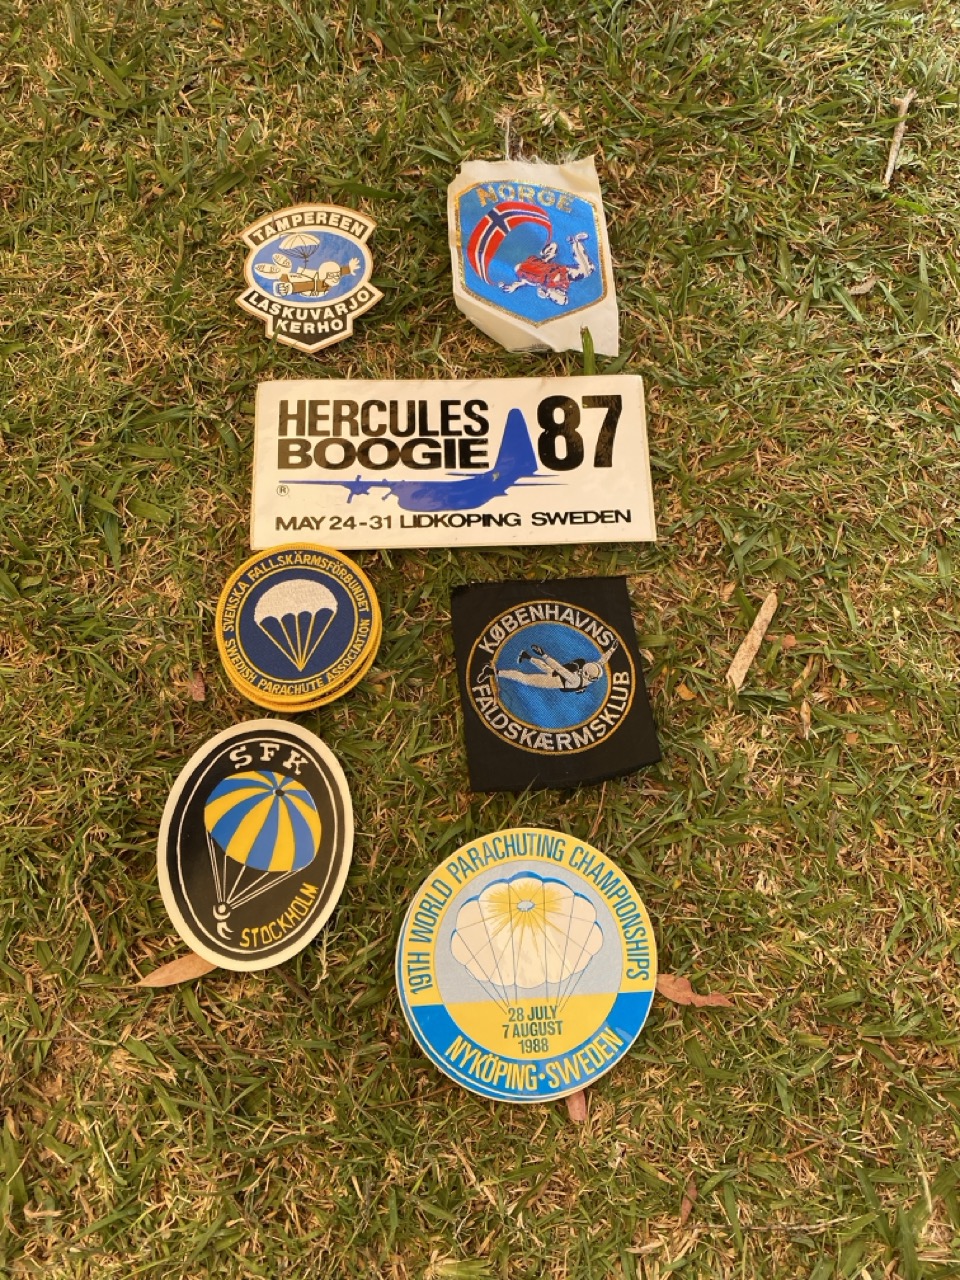 TAMPEREEN
LASKUVARJO
KERHO
NORGE
HERCULES
BOOGIE 87
®
MAY 24-31 LIDKOPING SWEDEN
SVENSKA FALLSKÄRMSFÖRBUNDET
SWEDISH PARACHUTE ASSOCIATION
KØBENHAVNS
FALDSKÆRMSKLUB
SFK
STOCKHOLM
19TH WORLD PARACHUTING CHAMPIONSHIPS
28 JULY
7 AUGUST
1988
NYKÖPING·SWEDEN